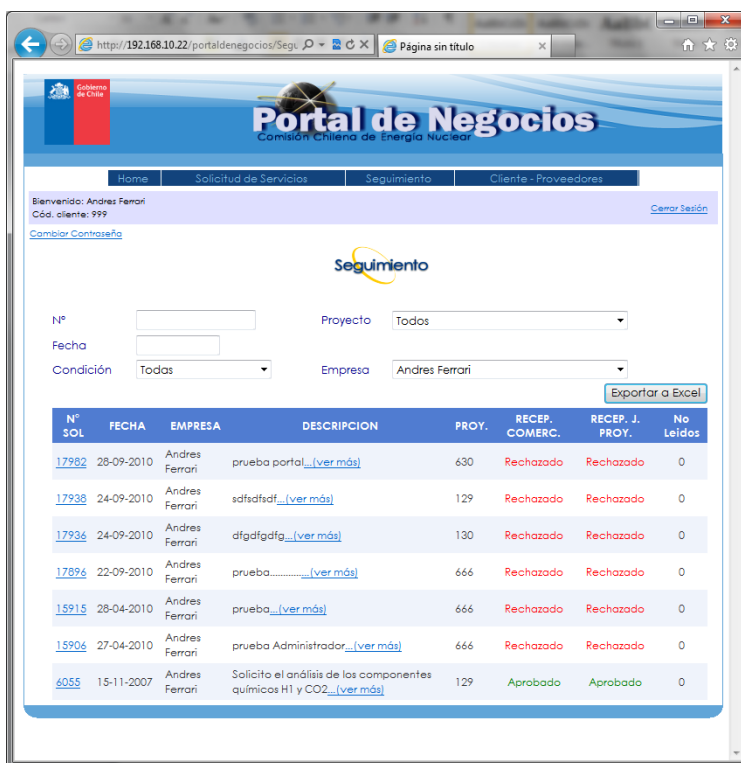 http://192.168.10.22/portaldenegocios/Segu
Página sin título
Gobierno
de Chile
Portal de Negocios
Comisión Chilena de Energía Nuclear
Home Solicitud de Servicios Seguimiento Cliente - Proveedores
Bienvenido: Andres Ferrari
Cód. cliente: 999
Cerrar Sesión
Cambiar Contraseña
Seguimiento
Nº Proyecto Todos
Fecha
Condición Todas Empresa Andres Ferrari
Exportar a Excel
N° SOL FECHA EMPRESA DESCRIPCION PROY. RECEP. COMERC. RECEP. J. PROY. No Leidos
17982 28-09-2010 Andres Ferrari prueba portal...(ver más) 630 Rechazado Rechazado 0
17938 24-09-2010 Andres Ferrari sdfsdfsdf...(ver más) 129 Rechazado Rechazado 0
17936 24-09-2010 Andres Ferrari dfgdfgdfg...(ver más) 130 Rechazado Rechazado 0
17896 22-09-2010 Andres Ferrari prueba.................(ver más) 666 Rechazado Rechazado 0
15915 28-04-2010 Andres Ferrari prueba...(ver más) 666 Rechazado Rechazado 0
15906 27-04-2010 Andres Ferrari prueba Administrador...(ver más) 666 Rechazado Rechazado 0
6055 15-11-2007 Andres Ferrari Solicito el análisis de los componentes químicos H1 y CO2...(ver más) 129 Aprobado Aprobado 0